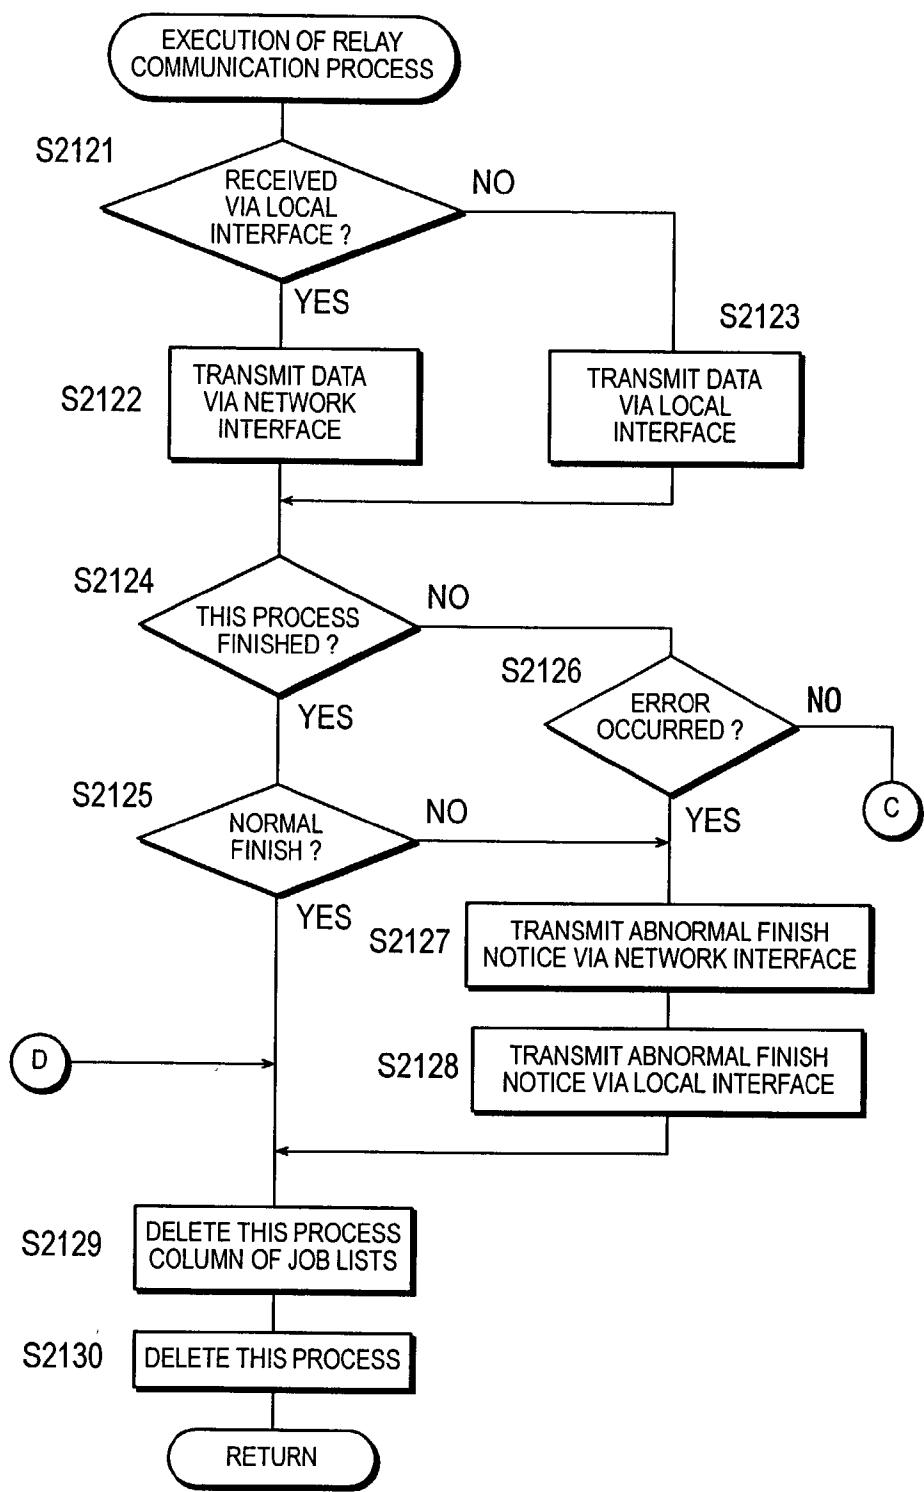 EXECUTION OF RELAY
COMMUNICATION PROCESS
S2121
RECEIVED
VIA LOCAL
INTERFACE ?
NO
YES
S2122
TRANSMIT DATA
VIA NETWORK
INTERFACE
S2123
TRANSMIT DATA
VIA LOCAL
INTERFACE
S2124
THIS PROCESS
FINISHED ?
NO
YES
S2126
ERROR
OCCURRED ?
NO
C
YES
S2125
NORMAL
FINISH ?
NO
YES
S2127
TRANSMIT ABNORMAL FINISH
NOTICE VIA NETWORK INTERFACE
D
S2128
TRANSMIT ABNORMAL FINISH
NOTICE VIA LOCAL INTERFACE
S2129
DELETE THIS PROCESS
COLUMN OF JOB LISTS
S2130
DELETE THIS PROCESS
RETURN